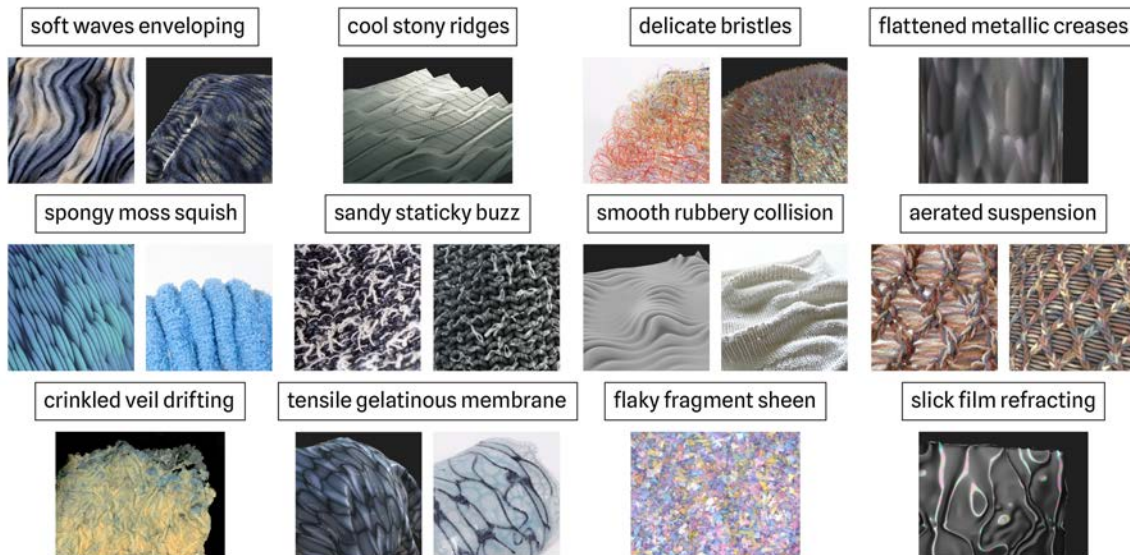 soft waves enveloping
cool stony ridges
delicate bristles
flattened metallic creases
spongy moss squish
sandy staticky buzz
smooth rubbery collision
aerated suspension
crinkled veil drifting
tensile gelatinous membrane
flaky fragment sheen
slick film refracting